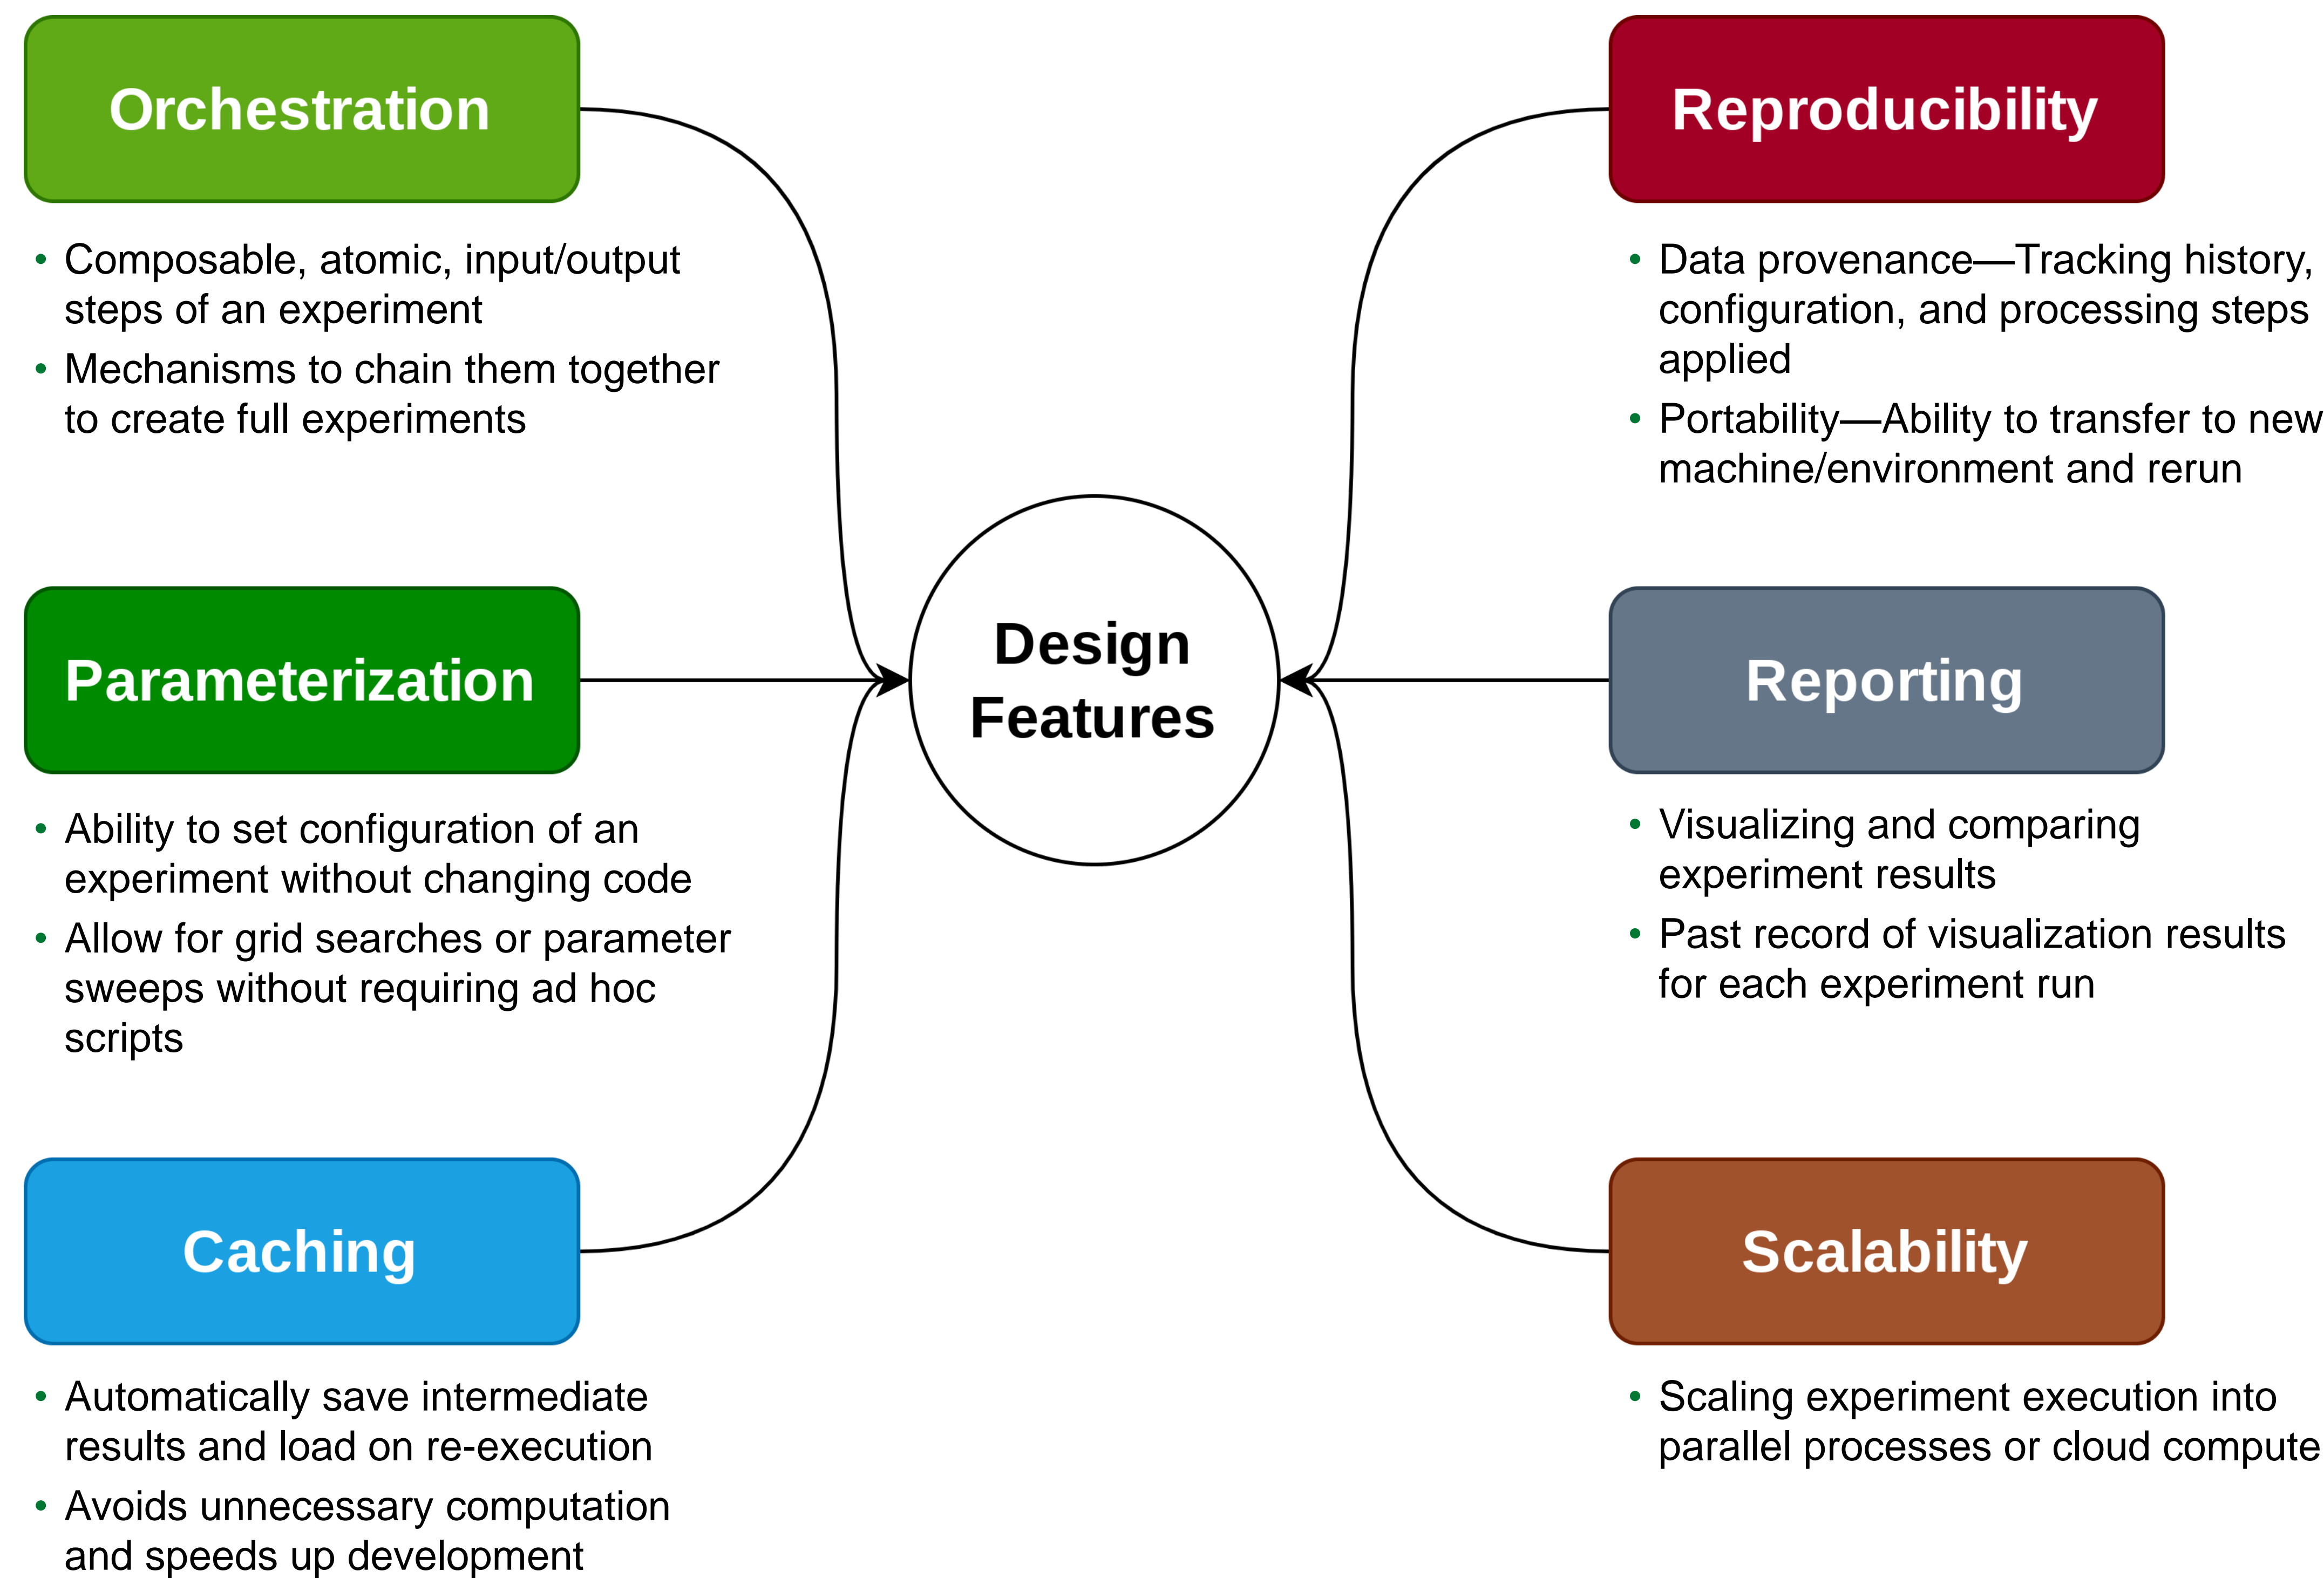 Orchestration
• Composable, atomic, input/output
steps of an experiment
• Mechanisms to chain them together
to create full experiments
Parameterization
• Ability to set configuration of an
experiment without changing code
• Allow for grid searches or parameter
sweeps without requiring ad hoc
scripts
Caching
• Automatically save intermediate
results and load on re-execution
• Avoids unnecessary computation
and speeds up development
Design
Features
Reproducibility
• Data provenance—Tracking history,
configuration, and processing steps
applied
• Portability—Ability to transfer to new
machine/environment and rerun
Reporting
• Visualizing and comparing
experiment results
• Past record of visualization results
for each experiment run
Scalability
• Scaling experiment execution into
parallel processes or cloud compute